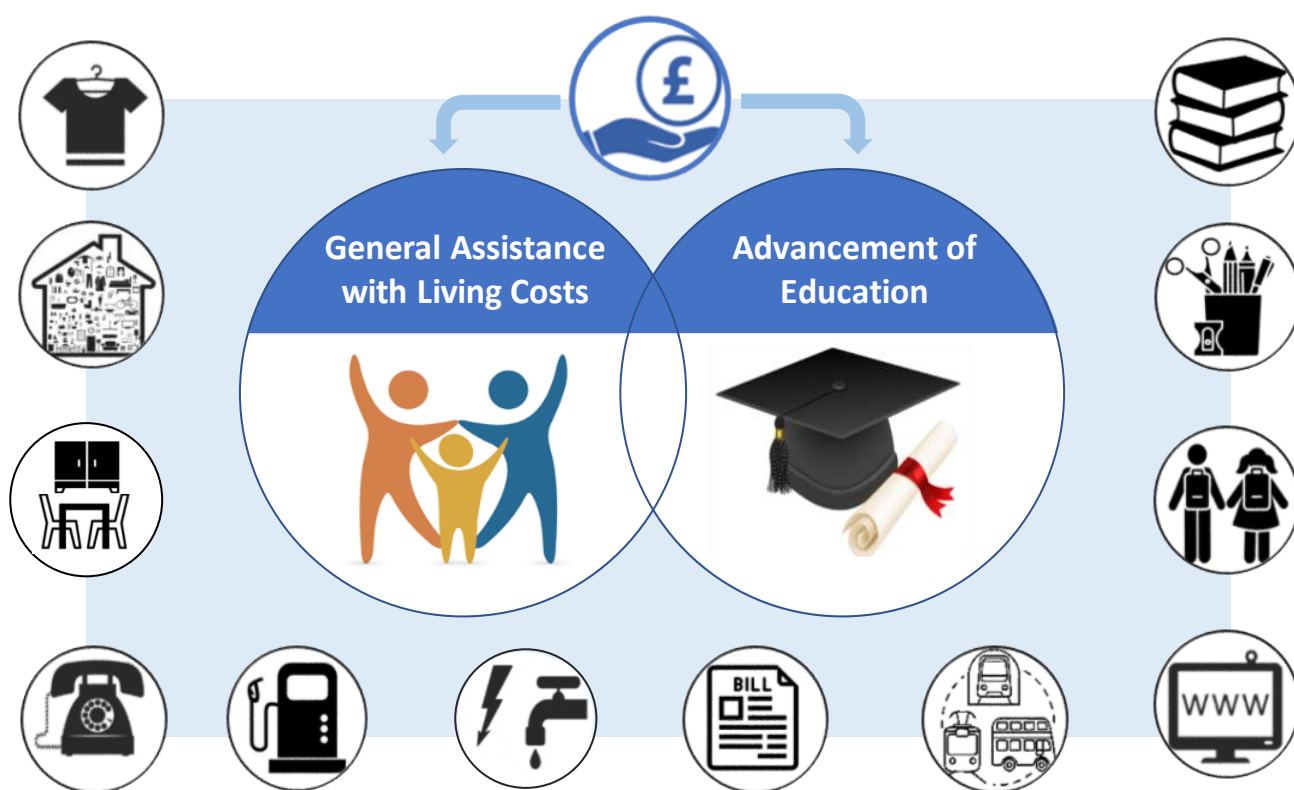 £
General Assistance
with Living Costs
Advancement of
Education
BILL
WWW